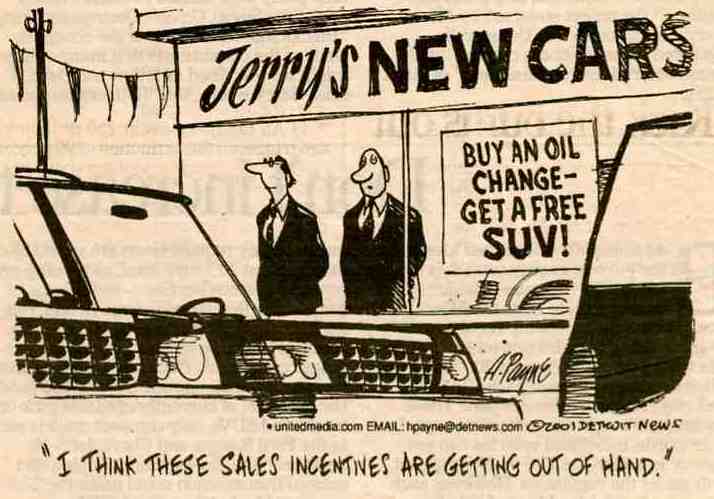 Jerry's NEW CARS
BUY AN OIL
CHANGE-
GET A FREE
SUV!
H. Payne
• unitedmedia.com EMAIL: hpayne@detnews.com ©2001 DETROIT NEWS
"I THINK THESE SALES INCENTIVES ARE GETTING OUT OF HAND."